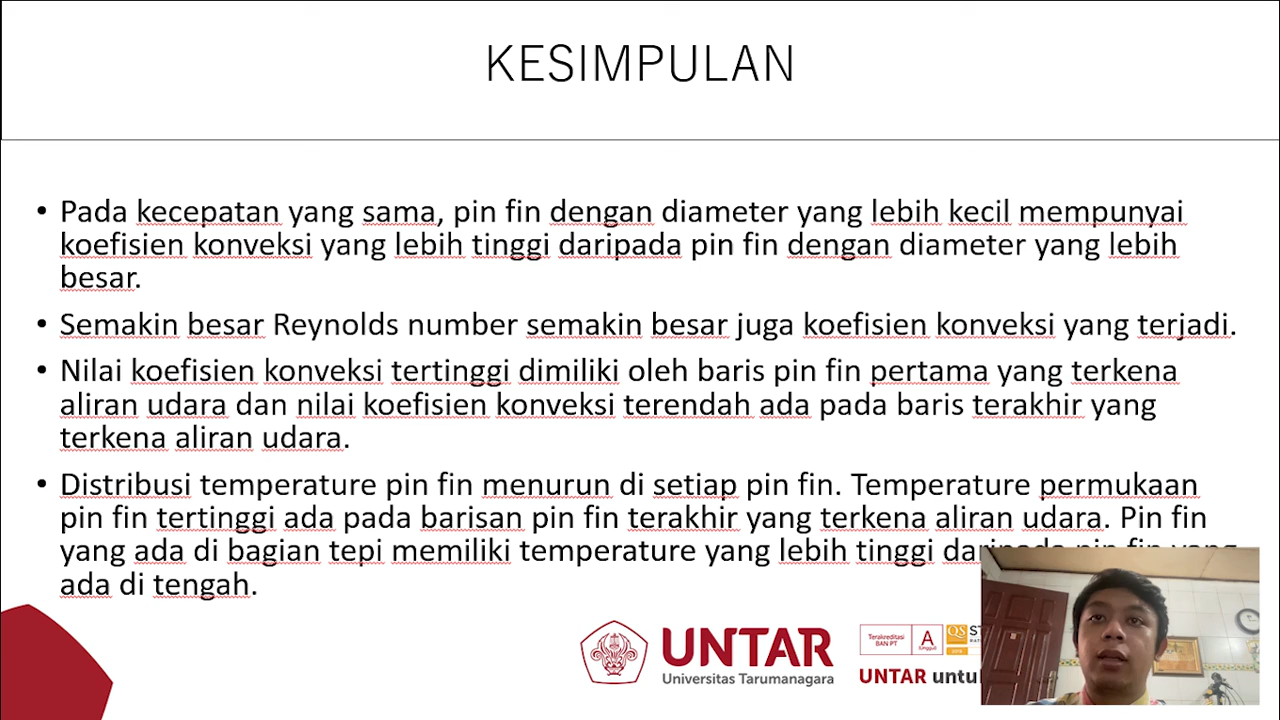 KESIMPULAN
• Pada kecepatan yang sama, pin fin dengan diameter yang lebih kecil mempunyai
koefisien konveksi yang lebih tinggi daripada pin fin dengan diameter yang lebih
besar.
• Semakin besar Reynolds number semakin besar juga koefisien konveksi yang terjadi.
• Nilai koefisien konveksi tertinggi dimiliki oleh baris pin fin pertama yang terkena
aliran udara dan nilai koefisien konveksi terendah ada pada baris terakhir yang
terkena aliran udara.
• Distribusi temperature pin fin menurun di setiap pin fin. Temperature permukaan
pin fin tertinggi ada pada barisan pin fin terakhir yang terkena aliran udara. Pin fin
yang ada di bagian tepi memiliki temperature yang lebih tinggi daripada pin fin yang
ada di tengah.
UNTAR
Universitas Tarumanagara
Terakreditasi
BAN PT
A
QS
UNTAR